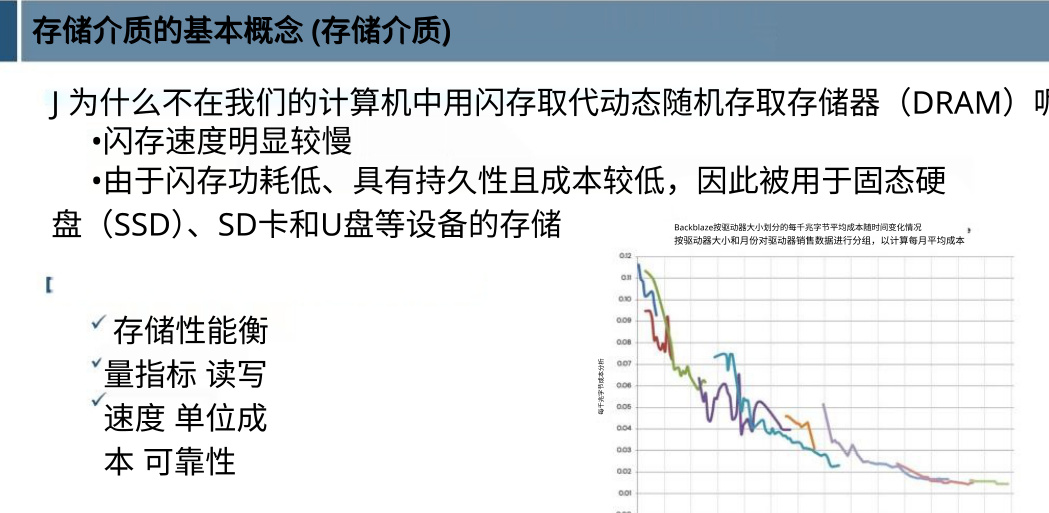 存储介质的基本概念 (存储介质)
J 为什么不在我们的计算机中用闪存取代动态随机存取存储器（DRAM）呢
•闪存速度明显较慢
•由于闪存功耗低、具有持久性且成本较低，因此被用于固态硬
盘（SSD）、SD卡和U盘等设备的存储
Backblaze按驱动器大小划分的每千兆字节平均成本随时间变化情况
按驱动器大小和月份对驱动器销售数据进行分组，以计算每月平均成本
【
✓ 存储性能衡
✓量指标 读写
✓速度 单位成
本 可靠性
每千兆字节成本分析
0.12
0.11
0.10
0.09
0.08
0.07
0.06
0.05
0.04
0.03
0.02
0.01